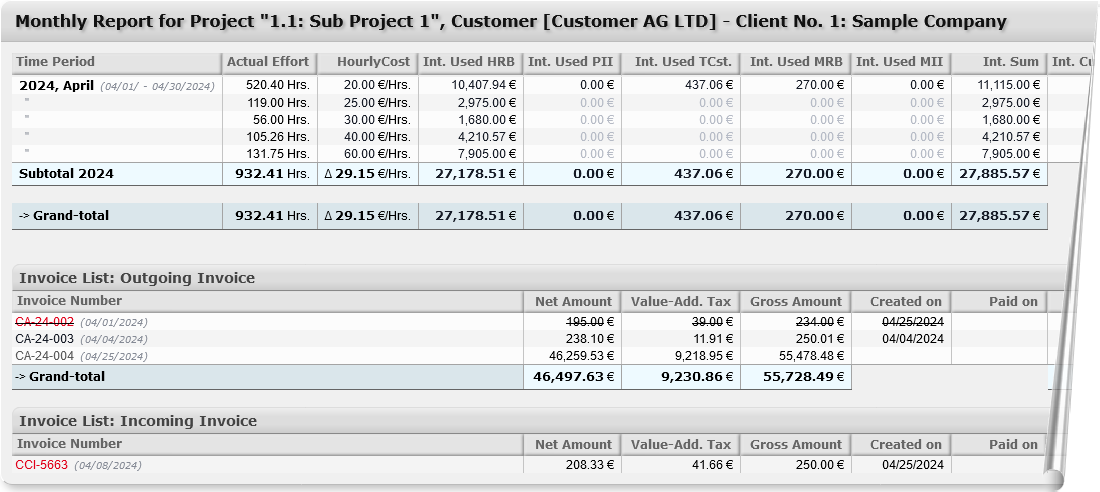 Monthly Report for Project "1.1: Sub Project 1", Customer [Customer AG LTD] - Client No. 1: Sample Company
Time Period Actual Effort HourlyCost Int. Used HRB Int. Used PII Int. Used TCst. Int. Used MRB Int. Used MII Int. Sum Int. Cu
2024, April (04/01/ - 04/30/2024) 520.40 Hrs. 20.00 €/Hrs. 10,407.94 € 0.00 € 437.06 € 270.00 € 0.00 € 11,115.00 €
" 119.00 Hrs. 25.00 €/Hrs. 2,975.00 € 0.00 € 0.00 € 0.00 € 0.00 € 2,975.00 €
" 56.00 Hrs. 30.00 €/Hrs. 1,680.00 € 0.00 € 0.00 € 0.00 € 0.00 € 1,680.00 €
" 105.26 Hrs. 40.00 €/Hrs. 4,210.57 € 0.00 € 0.00 € 0.00 € 0.00 € 4,210.57 €
" 131.75 Hrs. 60.00 €/Hrs. 7,905.00 € 0.00 € 0.00 € 0.00 € 0.00 € 7,905.00 €
Subtotal 2024 932.41 Hrs. Δ 29.15 €/Hrs. 27,178.51 € 0.00 € 437.06 € 270.00 € 0.00 € 27,885.57 €
-> Grand-total 932.41 Hrs. Δ 29.15 €/Hrs. 27,178.51 € 0.00 € 437.06 € 270.00 € 0.00 € 27,885.57 €
Invoice List: Outgoing Invoice
Invoice Number Net Amount Value-Add. Tax Gross Amount Created on Paid on
CA-24-002 (04/01/2024) 195.00 € 39.00 € 234.00 € 04/25/2024
CA-24-003 (04/04/2024) 238.10 € 11.91 € 250.01 € 04/04/2024
CA-24-004 (04/25/2024) 46,259.53 € 9,218.95 € 55,478.48 €
-> Grand-total 46,497.63 € 9,230.86 € 55,728.49 €
Invoice List: Incoming Invoice
Invoice Number Net Amount Value-Add. Tax Gross Amount Created on Paid on
CCI-5663 (04/08/2024) 208.33 € 41.66 € 250.00 € 04/25/2024